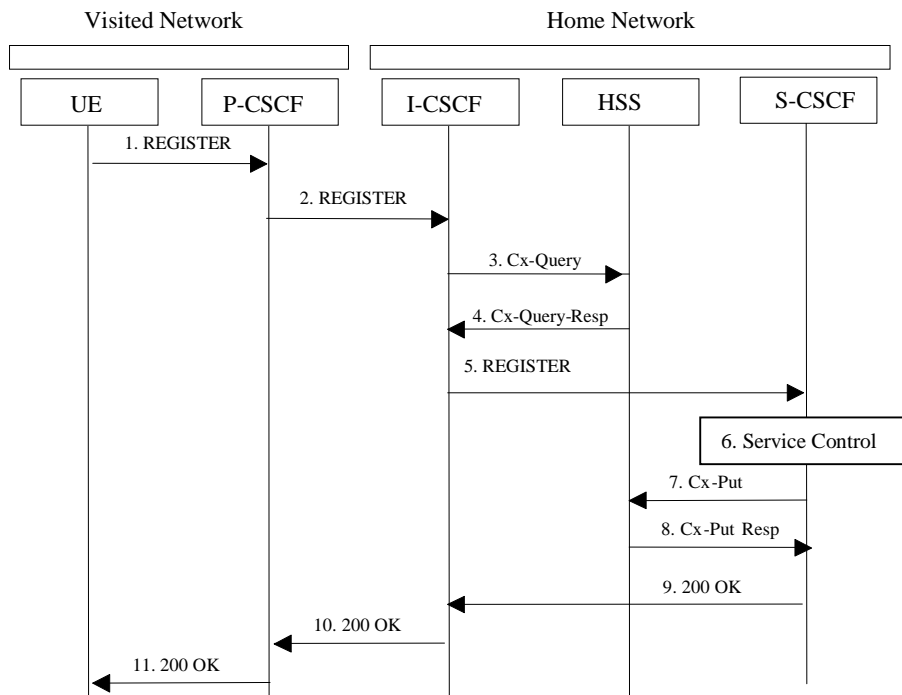 Visited Network
Home Network
UE
P-CSCF
I-CSCF
HSS
S-CSCF
1. REGISTER
2. REGISTER
3. Cx-Query
4. Cx-Query-Resp
5. REGISTER
6. Service Control
7. Cx-Put
8. Cx-Put Resp
9. 200 OK
10. 200 OK
11. 200 OK